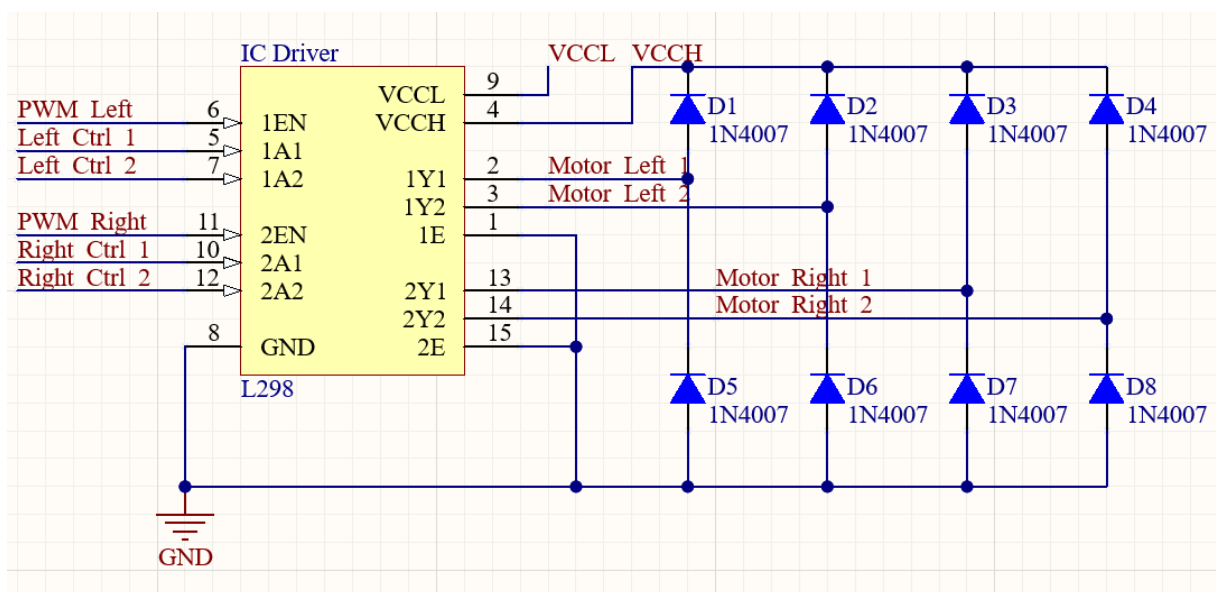 IC Driver
VCCL VCCH
PWM Left 6 1EN
Left Ctrl 1 5 1A1
Left Ctrl 2 7 1A2
PWM Right 11 2EN
Right Ctrl 1 10 2A1
Right Ctrl 2 12 2A2
8 GND
VCCL 9
VCCH 4
1Y1 2 Motor Left 1
1Y2 3 Motor Left 2
1E 1
2Y1 13 Motor Right 1
2Y2 14 Motor Right 2
2E 15
L298
D1
1N4007
D2
1N4007
D3
1N4007
D4
1N4007
D5
1N4007
D6
1N4007
D7
1N4007
D8
1N4007
GND